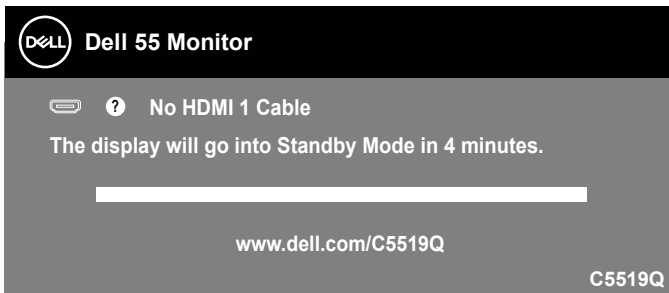 DELL Dell 55 Monitor
? No HDMI 1 Cable
The display will go into Standby Mode in 4 minutes.
www.dell.com/C5519Q
C5519Q